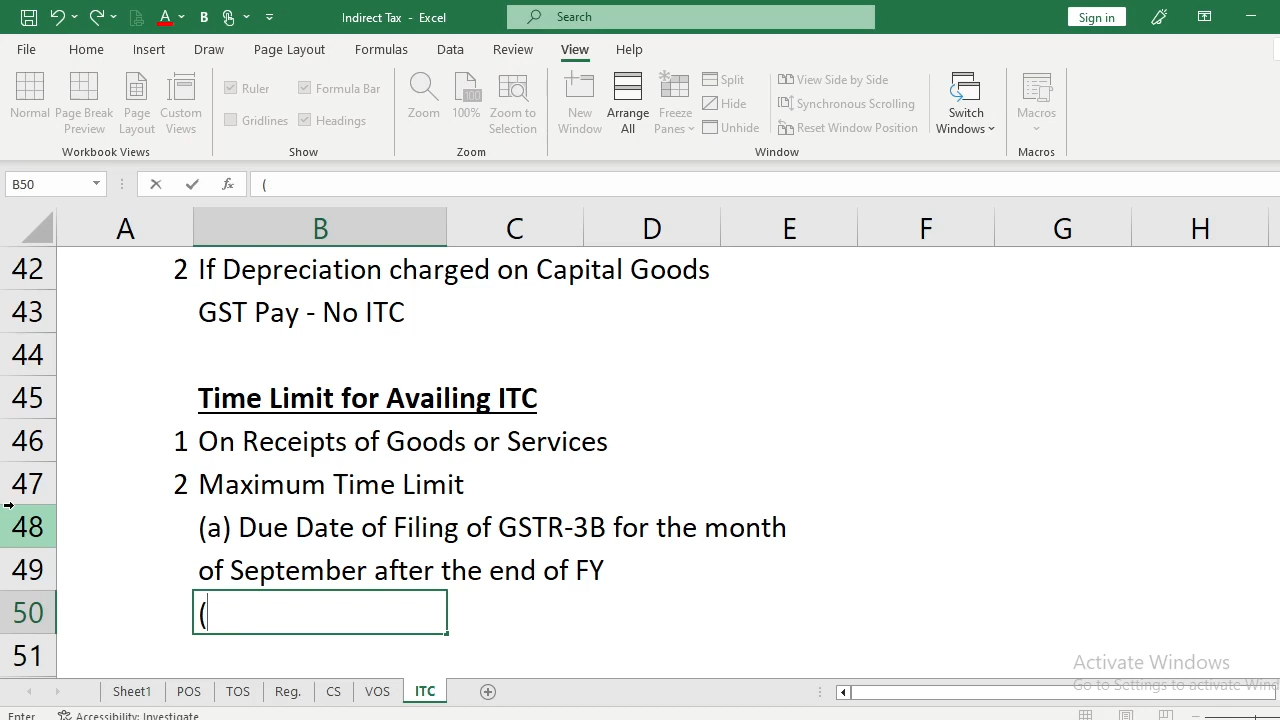 Indirect Tax - Excel
Search
Sign in
File Home Insert Draw Page Layout Formulas Data Review View Help
Normal
Page Break Preview
Page Layout
Custom Views
Workbook Views
Ruler
Formula Bar
Gridlines
Headings
Show
Zoom
100%
Zoom to Selection
Zoom
New Window
Arrange All
Freeze Panes
Split
Hide
Unhide
View Side by Side
Synchronous Scrolling
Reset Window Position
Window
Switch Windows
Macros
Macros
B50
fx
(
A B C D E F G H
42 2 If Depreciation charged on Capital Goods
43 GST Pay - No ITC
44
45 Time Limit for Availing ITC
46 1 On Receipts of Goods or Services
47 2 Maximum Time Limit
48 (a) Due Date of Filing of GSTR-3B for the month
49 of September after the end of FY
50 (
51
Activate Windows
Go to Settings to activate Wind
Sheet1 POS TOS Reg. CS VOS ITC
Enter Accessibility: Investigate